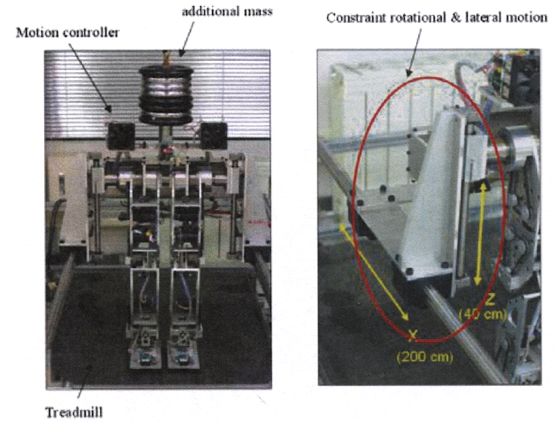 additional mass
Motion controller
Constraint rotational & lateral motion
Z
(40 cm)
X
(200 cm)
Treadmill